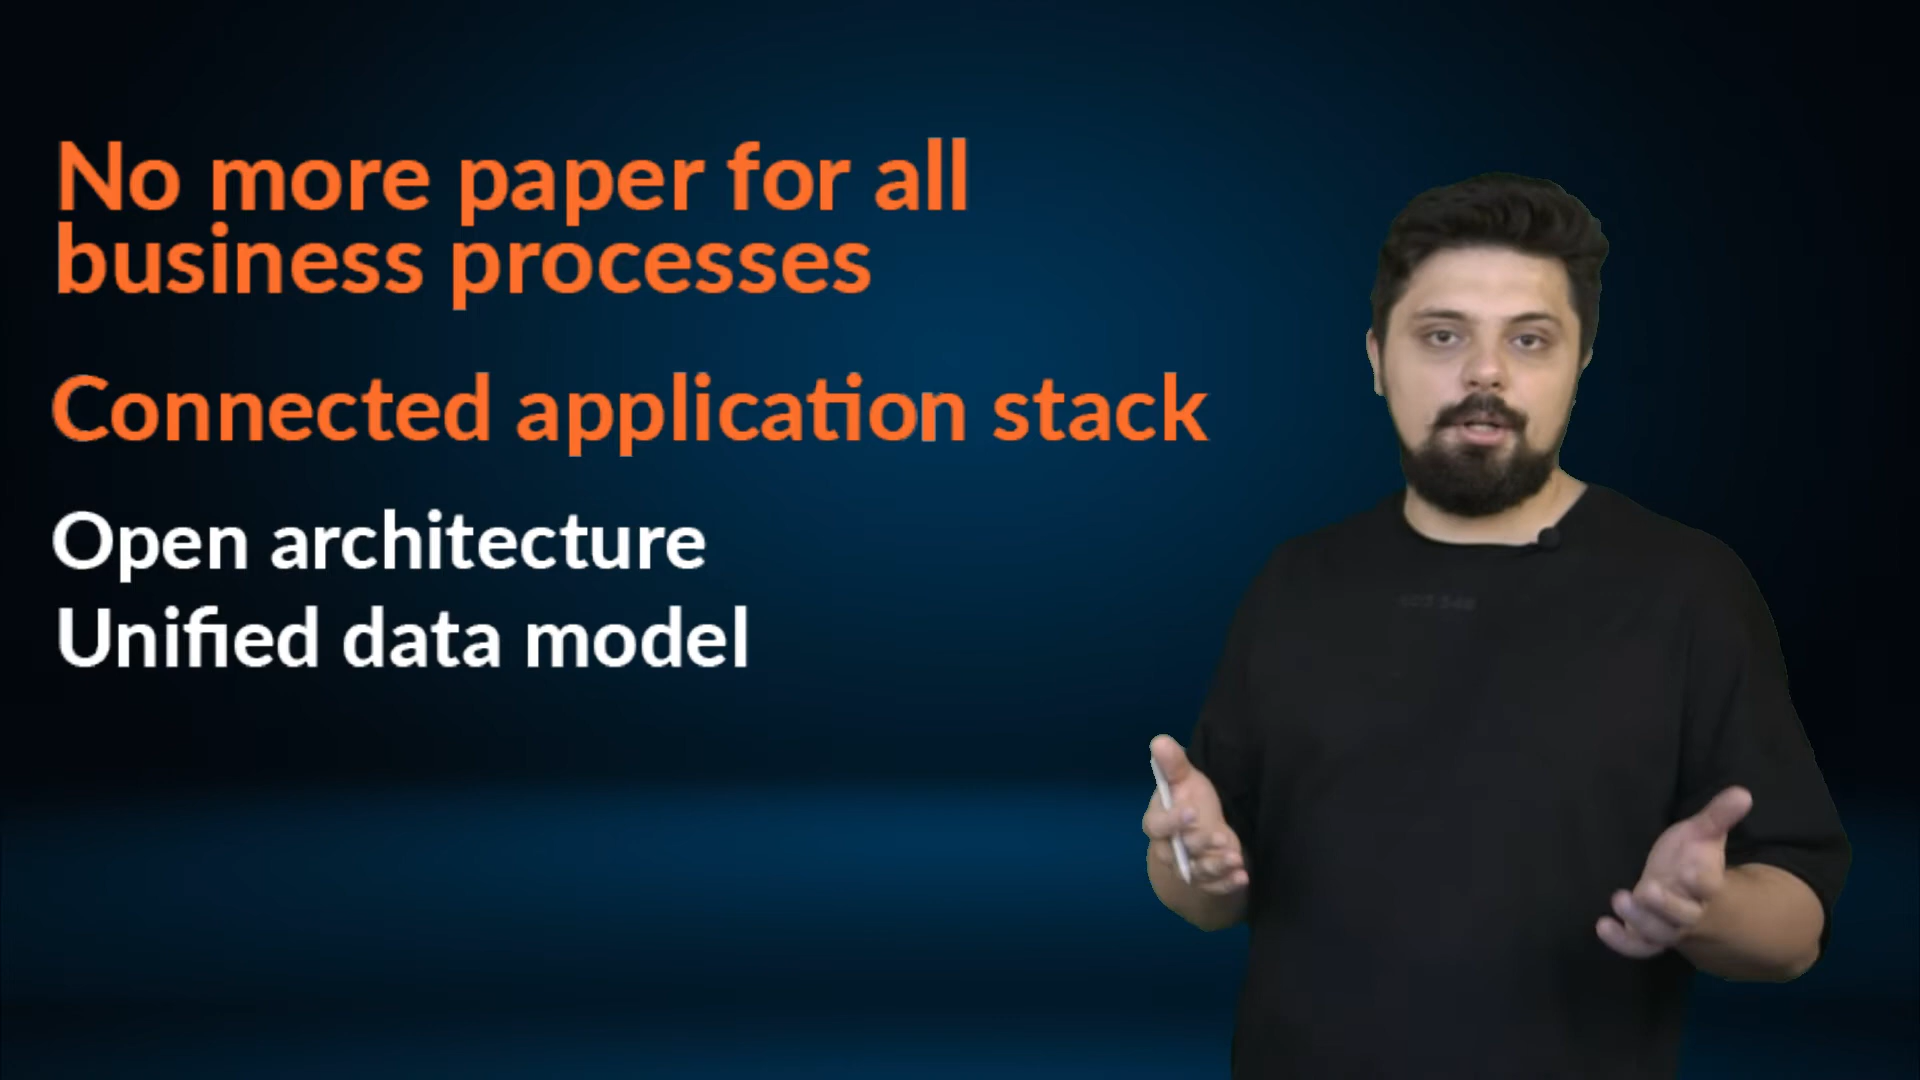 No more paper for all
business processes
Connected application stack
Open architecture
Unified data model